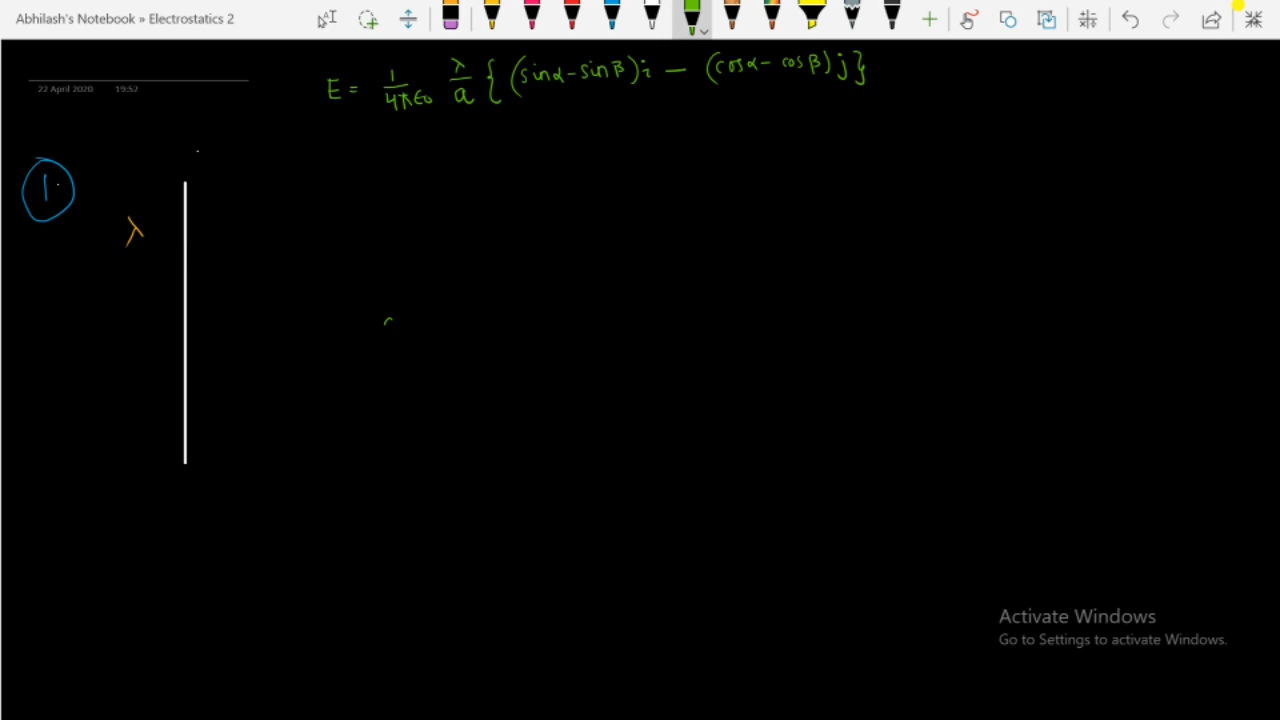 Abhilash's Notebook » Electrostatics 2
E = 1/4πε0 λ/a { (sinα - sinβ)i - (cosα - cosβ)j }
22 April 2020 19:52
1
λ
Activate Windows
Go to Settings to activate Windows.